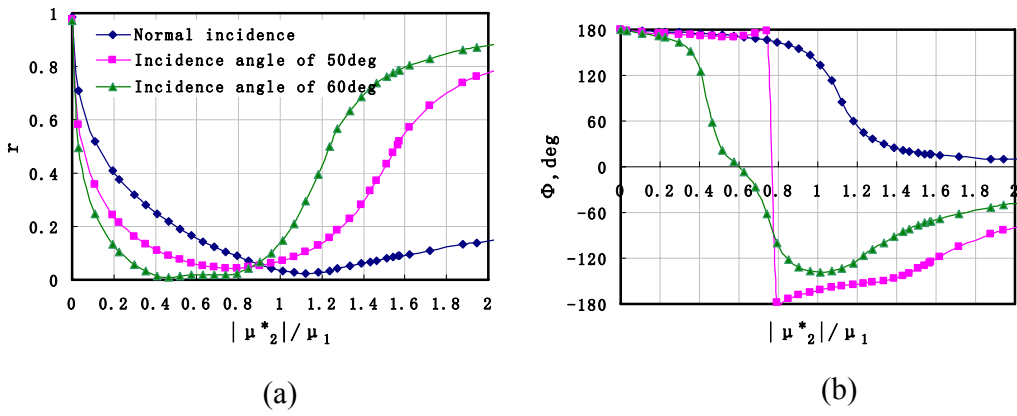 1
0.8
0.6
0.4
0.2
0
r
Normal incidence
Incidence angle of 50deg
Incidence angle of 60deg
0 0.2 0.4 0.6 0.8 1 1.2 1.4 1.6 1.8 2
|μ*2|/μ1
(a)
180
120
60
0
-60
-120
-180
Φ, deg
0 0.2 0.4 0.6 0.8 1 1.2 1.4 1.6 1.8 2
|μ*2|/μ1
(b)